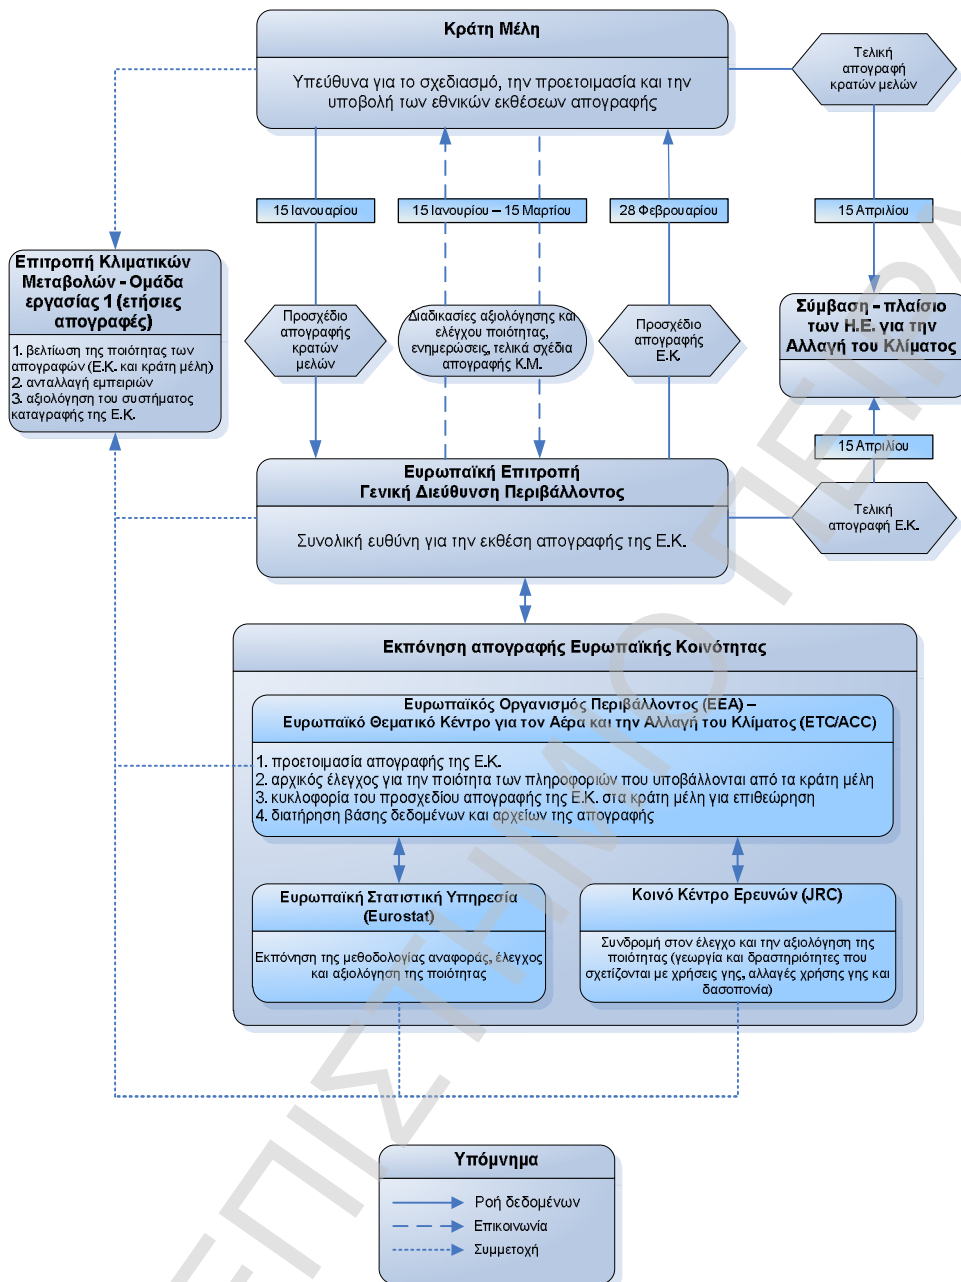 Κράτη Μέλη
Υπεύθυνα για το σχεδιασμό, την προετοιμασία και την
υποβολή των εθνικών εκθέσεων απογραφής
Τελική
απογραφή
κρατών μελών
15 Ιανουαρίου
15 Ιανουρίου – 15 Μαρτίου
28 Φεβρουαρίου
15 Απριλίου
Επιτροπή Κλιματικών
Μεταβολών - Ομάδα
εργασίας 1 (ετήσιες
απογραφές)
1. βελτίωση της ποιότητας των
απογραφών (Ε.Κ. και κράτη μέλη)
2. ανταλλαγή εμπειριών
3. αξιολόγηση του συστήματος
καταγραφής της Ε.Κ.
Προσχέδιο
απογραφής
κρατών
μελών
Διαδικασίες αξιολόγησης και
ελέγχου ποιότητας,
ενημερώσεις, τελικά σχέδια
απογραφής Κ.Μ.
Προσχέδιο
απογραφής
Ε.Κ.
Σύμβαση – πλαίσιο
των Η.Ε. για την
Αλλαγή του Κλίματος
15 Απριλίου
Ευρωπαϊκή Επιτροπή
Γενική Διεύθυνση Περιβάλλοντος
Συνολική ευθύνη για την εκθέση απογραφής της Ε.Κ.
Τελική
απογραφή Ε.Κ.
Εκπόνηση απογραφής Ευρωπαϊκής Κοινότητας
Ευρωπαϊκός Οργανισμός Περιβάλλοντος (ΕΕΑ) –
Ευρωπαϊκό Θεματικό Κέντρο για τον Αέρα και την Αλλαγή του Κλίματος (ETC/ACC)
1. προετοιμασία απογραφής της Ε.Κ.
2. αρχικός έλεγχος για την ποιότητα των πληροφοριών που υποβάλλονται από τα κράτη μέλη
3. κυκλοφορία του προσχεδίου απογραφής της Ε.Κ. στα κράτη μέλη για επιθεώρηση
4. διατήρηση βάσης δεδομένων και αρχείων της απογραφής
Ευρωπαϊκή Στατιστική Υπηρεσία
(Eurostat)
Εκπόνηση της μεθοδολογίας αναφοράς, έλεγχος
και αξιολόγηση της ποιότητας
Κοινό Κέντρο Ερευνών (JRC)
Συνδρομή στον έλεγχο και την αξιολόγηση της
ποιότητας (γεωργία και δραστηριότητες που
σχετίζονται με χρήσεις γης, αλλαγές χρήσης γης και
δασοπονία)
Υπόμνημα
Ροή δεδομένων
Επικοινωνία
Συμμετοχή